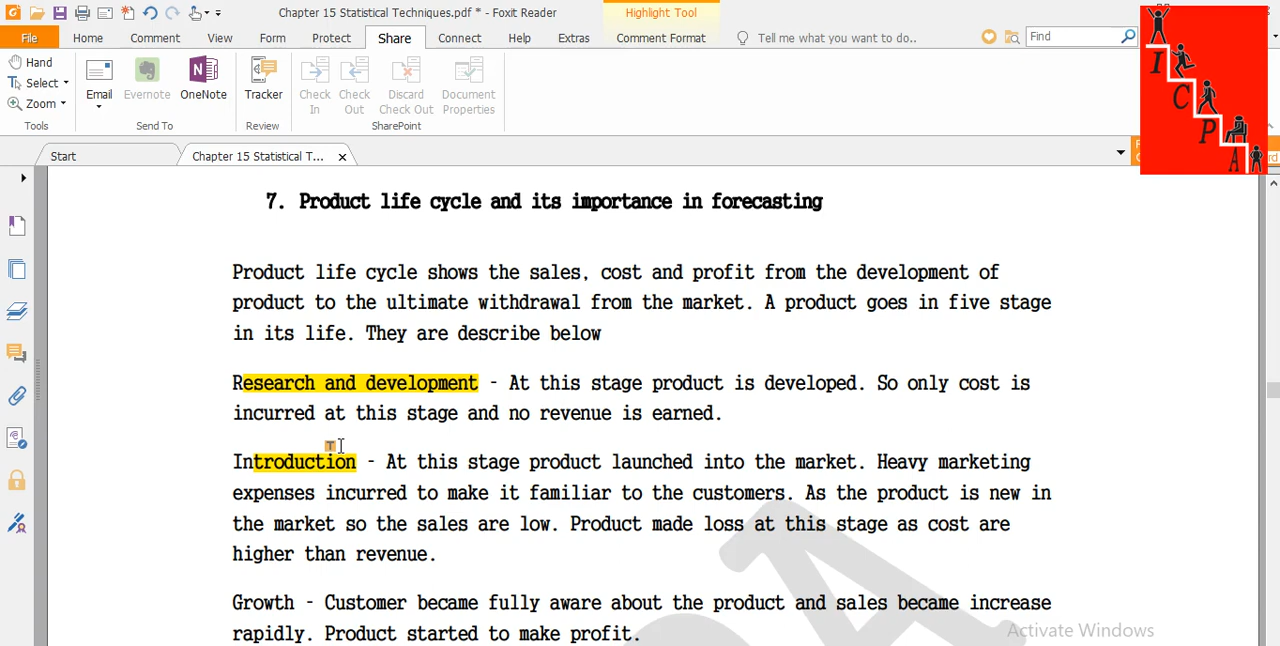 Chapter 15 Statistical Techniques.pdf * - Foxit Reader
Highlight Tool
File Home Comment View Form Protect Share Connect Help Extras Comment Format Tell me what you want to do.. Find
Hand
Select
Zoom
Tools
Email Evernote OneNote
Send To
Tracker
Review
Check In
Check Out
Discard Check Out
Document Properties
SharePoint
I
C
P
A
Start Chapter 15 Statistical T...
7. Product life cycle and its importance in forecasting
Product life cycle shows the sales, cost and profit from the development of
product to the ultimate withdrawal from the market. A product goes in five stage
in its life. They are describe below
Research and development - At this stage product is developed. So only cost is
incurred at this stage and no revenue is earned.
Introduction - At this stage product launched into the market. Heavy marketing
expenses incurred to make it familiar to the customers. As the product is new in
the market so the sales are low. Product made loss at this stage as cost are
higher than revenue.
Growth - Customer became fully aware about the product and sales became increase
rapidly. Product started to make profit.
Activate Windows